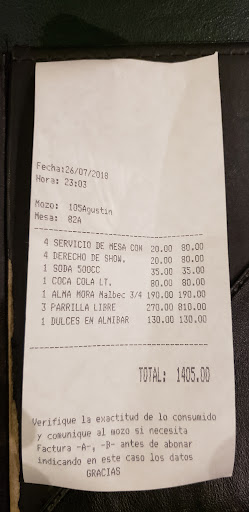 Fecha:26/07/2018
Hora: 23:03
Mozo: 105Agustin
Mesa: 82A
4 SERVICIO DE MESA CON 20.00 80.00
4 DERECHO DE SHOW. 20.00 80.00
1 SODA 500CC 35.00 35.00
1 COCA COLA LT. 80.00 80.00
1 ALMA MORA Malbec 3/4 190.00 190.00
3 PARRILLA LIBRE 270.00 810.00
1 DULCES EN ALMIBAR 130.00 130.00
TOTAL: 1405.00
Verifique la exactitud de lo consumido
y comunique al mozo si necesita
Factura -A-, -B- antes de abonar
indicando en este caso los datos
GRACIAS